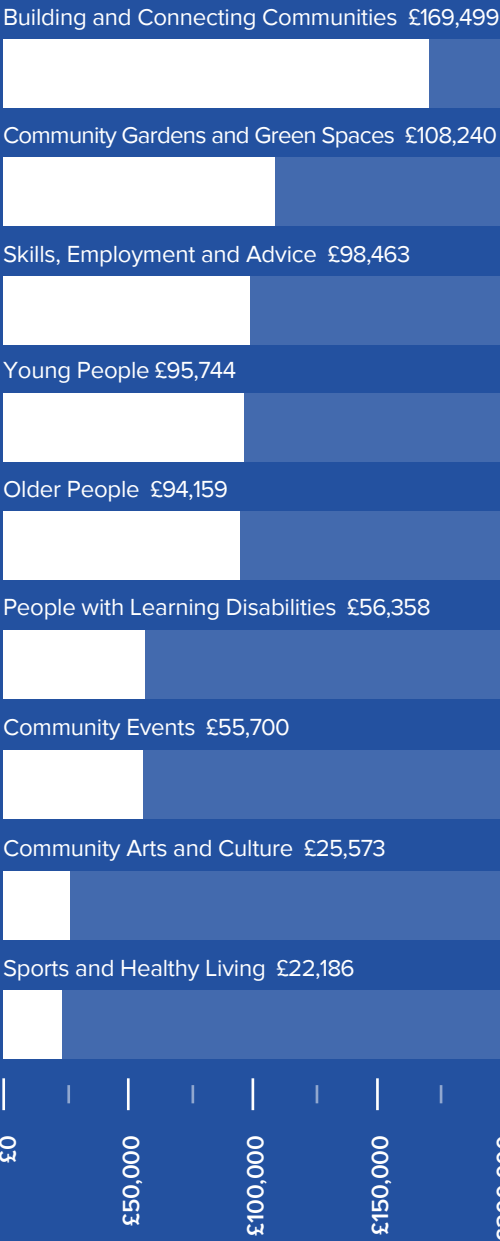 Building and Connecting Communities £169,499
Community Gardens and Green Spaces £108,240
Skills, Employment and Advice £98,463
Young People £95,744
Older People £94,159
People with Learning Disabilities £56,358
Community Events £55,700
Community Arts and Culture £25,573
Sports and Healthy Living £22,186
£0
£50,000
£100,000
£150,000